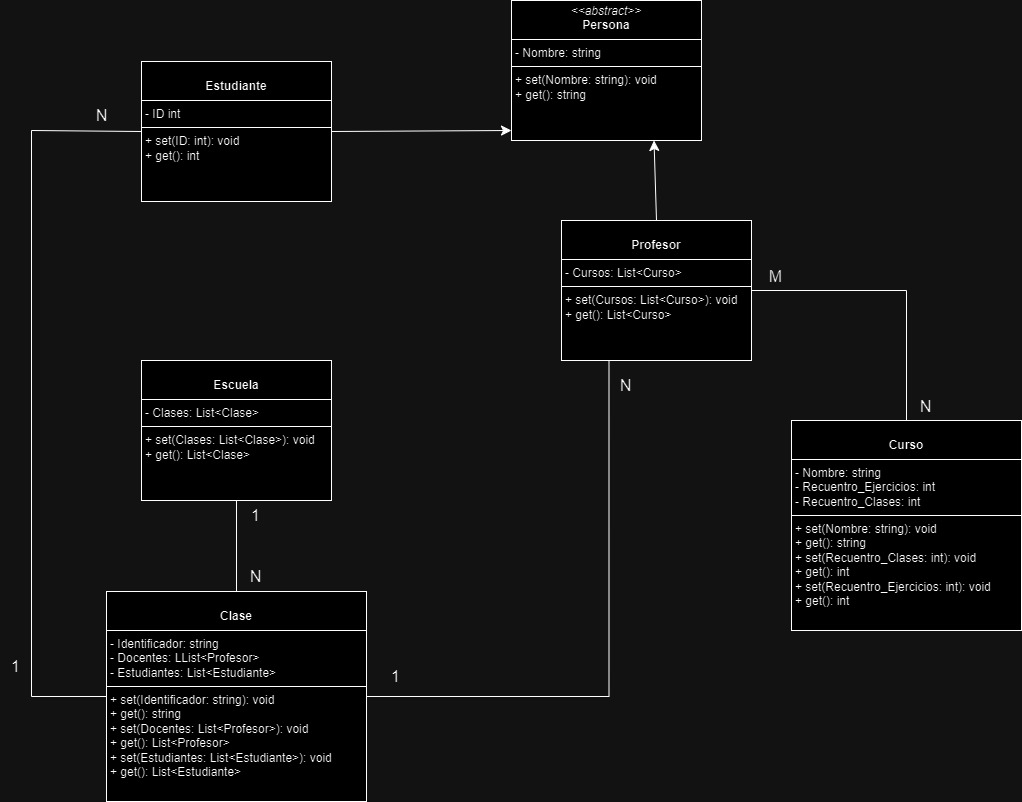 <<abstract>>
Persona
- Nombre: string
+ set(Nombre: string): void
+ get(): string
Estudiante
- ID int
+ set(ID: int): void
+ get(): int
N
Profesor
- Cursos: List<Curso>
+ set(Cursos: List<Curso>): void
+ get(): List<Curso>
M
N
N
Escuela
- Clases: List<Clase>
+ set(Clases: List<Clase>): void
+ get(): List<Clase>
1
N
Curso
- Nombre: string
- Recuentro_Ejercicios: int
- Recuentro_Clases: int
+ set(Nombre: string): void
+ get(): string
+ set(Recuentro_Clases: int): void
+ get(): int
+ set(Recuentro_Ejercicios: int): void
+ get(): int
Clase
- Identificador: string
- Docentes: LList<Profesor>
- Estudiantes: List<Estudiante>
+ set(Identificador: string): void
+ get(): string
+ set(Docentes: List<Profesor>): void
+ get(): List<Profesor>
+ set(Estudiantes: List<Estudiante>): void
+ get(): List<Estudiante>
1
1